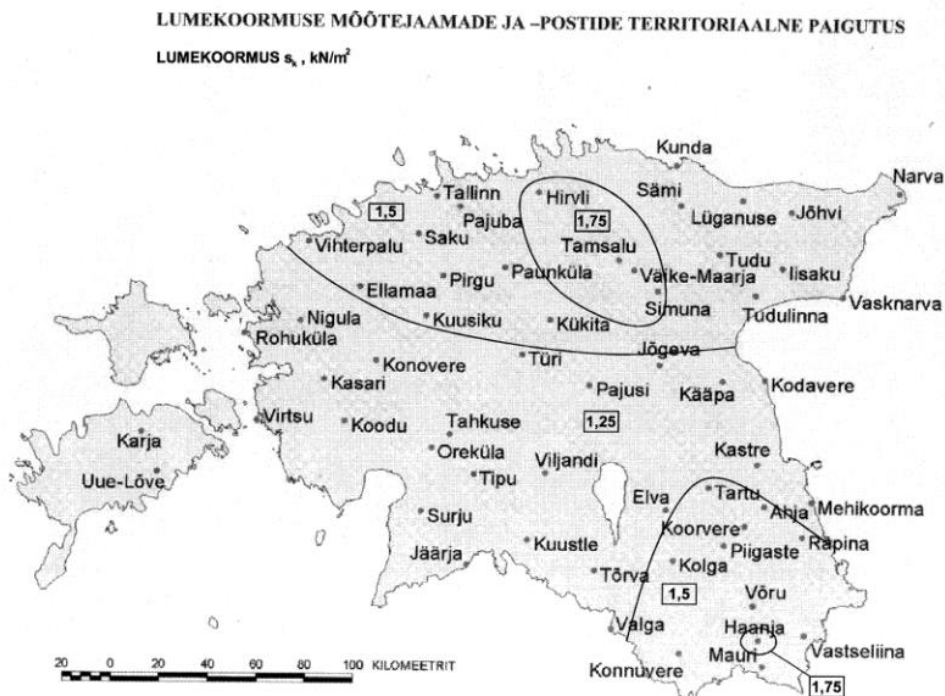 LUMEKOORMUSE MÕÕTEJAAMADE JA –POSTIDE TERRITORIAALNE PAIGUTUS
LUMEKOORMUS sk , kN/m²
Kunda
Narva
Tallinn
Hirvli
Sämi
1,5
Pajuba
1,75
Lüganuse
Jõhvi
Vihterpalu
Saku
Tamsalu
Tudu
Pirgu
Paunküla
Väike-Maarja
Iisaku
Ellamaa
Simuna
Vasknarva
Nigula
Kuusiku
Kükita
Tudulinna
Rohuküla
Jõgeva
Konovere
Türi
Kasari
Pajusi
Kääpa
Kodavere
Virtsu
Koodu
1,25
Karja
Tahkuse
Oreküla
Kastre
Uue-Lõve
Tipu
Viljandi
Elva
Tartu
Ahja
Mehikoorma
Surju
Koorvere
Kuustle
Piigaste
Räpina
Jäärja
Kolga
Tõrva
1,5
Võru
Valga
Haanja
Mauri
Vastseliina
Konnuvere
20 0 20 40 60 80 100 KILOMEETRIT
1,75